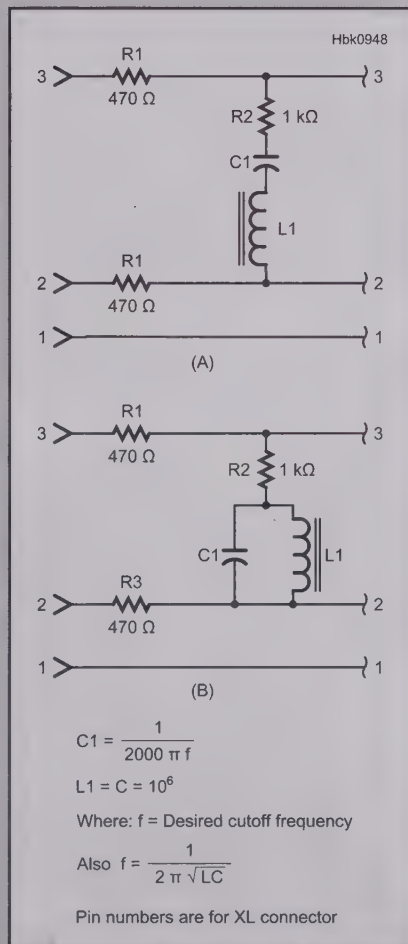 Hbk0948
R1
3 3
470 Ω
R2 1 kΩ
C1
L1
R1
2 2
470 Ω
1 1
(A)
R1
3 3
470 Ω
R2 1 kΩ
C1 L1
R3
2 2
470 Ω
1 1
(B)
C1 = 1 / 2000 π f
L1 = C = 10⁶
Where: f = Desired cutoff frequency
Also f = 1 / 2 π √LC
Pin numbers are for XL connector